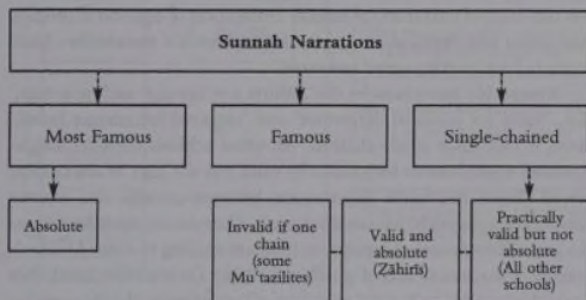 Sunnah Narrations
Most Famous
Famous
Single-chained
Absolute
Invalid if one
chain
(some
Mu'tazilites)
Valid and
absolute
(Zāhirīs)
Practically
valid but not
absolute
(All other
schools)